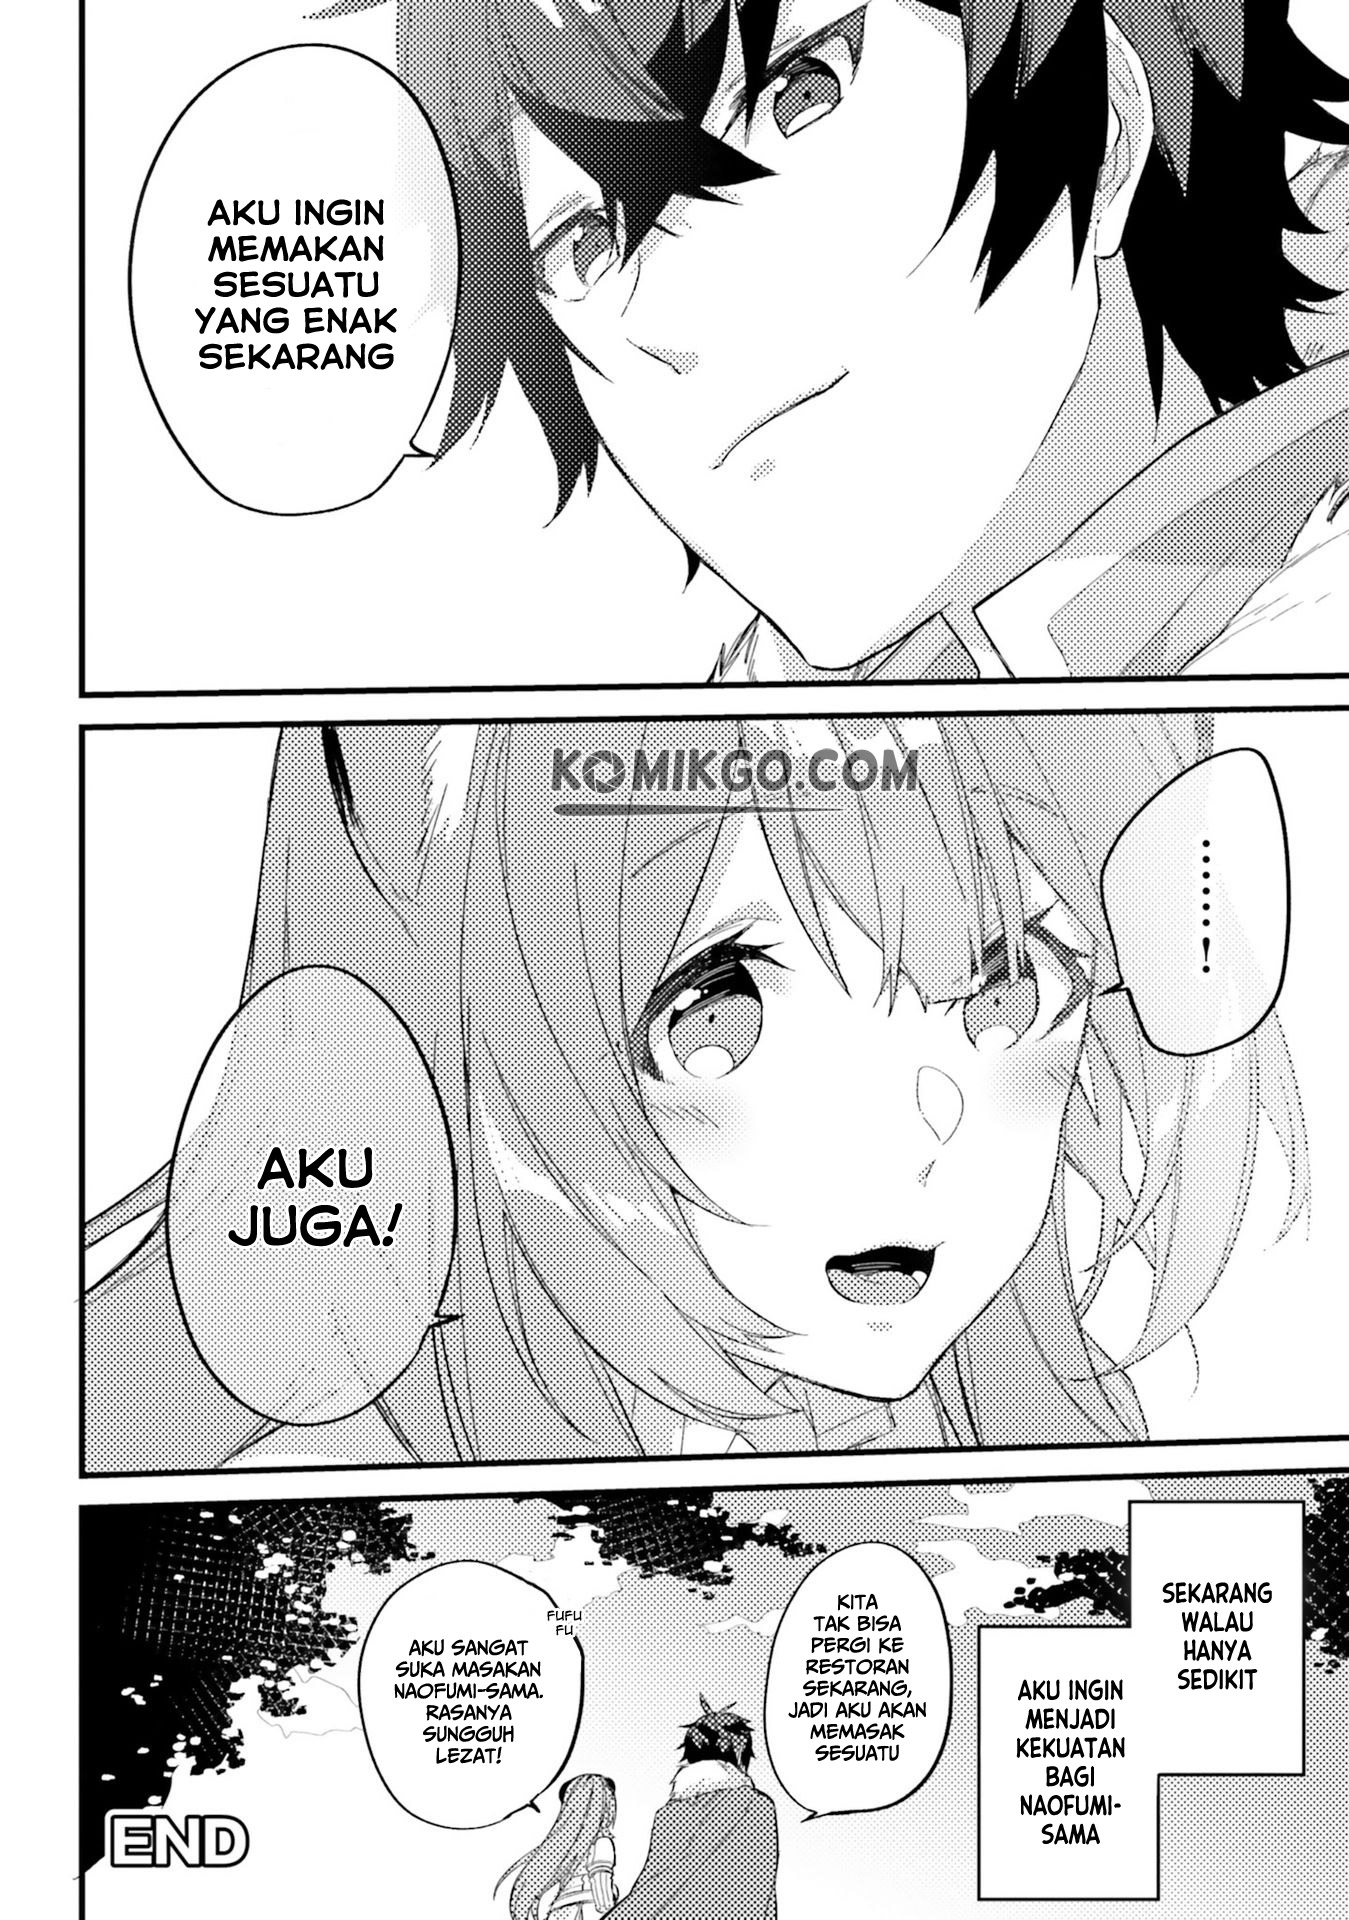 AKU INGIN
MEMAKAN
SESUATU
YANG ENAK
SEKARANG
KOMIKGO.COM
.......!
AKU
JUGA!
SEKARANG
WALAU
HANYA
SEDIKIT
AKU INGIN
MENJADI
KEKUATAN
BAGI
NAOFUMI-
SAMA
KITA
TAK BISA
PERGI KE
RESTORAN
SEKARANG,
JADI AKU AKAN
MEMASAK
SESUATU
FUFU
FU
AKU SANGAT
SUKA MASAKAN
NAOFUMI-SAMA.
RASANYA
SUNGGUH
LEZAT!
END